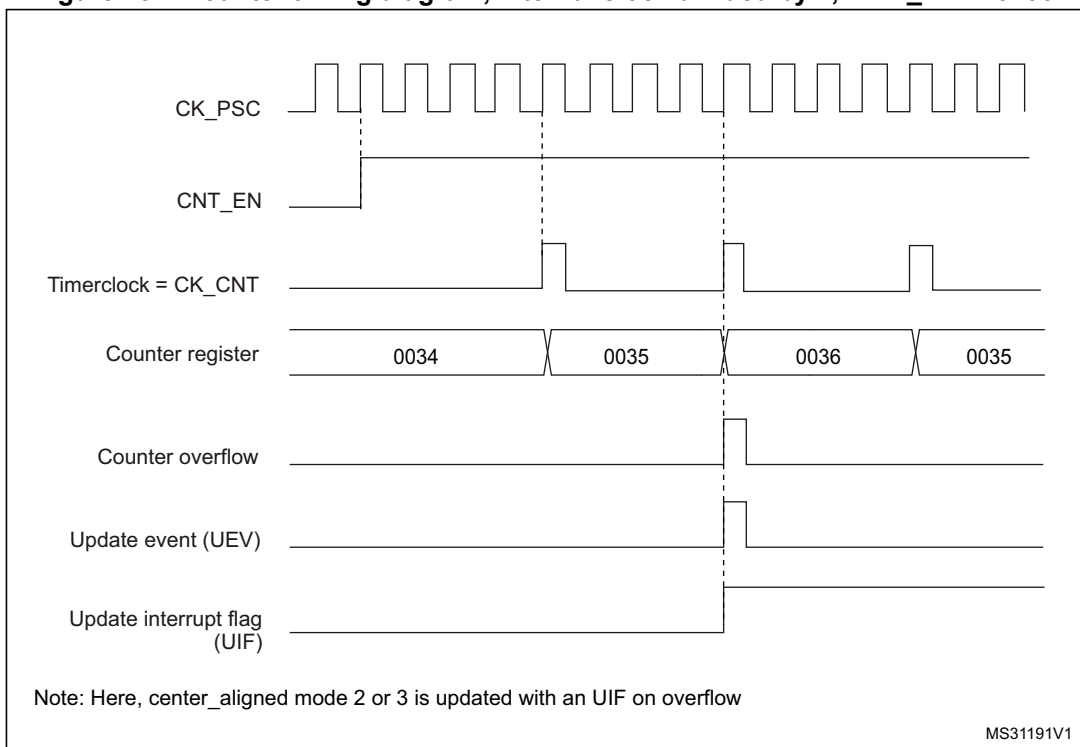 CK_PSC
CNT_EN
Timerclock = CK_CNT
Counter register
0034
0035
0036
0035
Counter overflow
Update event (UEV)
Update interrupt flag
(UIF)
Note: Here, center_aligned mode 2 or 3 is updated with an UIF on overflow
MS31191V1